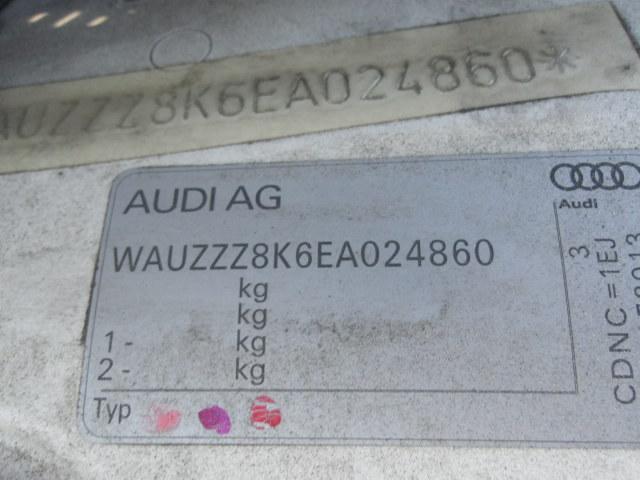 AUZZZ8K6EA024860*
AUDI AG
Audi
WAUZZZ8K6EA024860
kg
kg
1- kg
2- kg
Typ
3
CDNC=1EJ